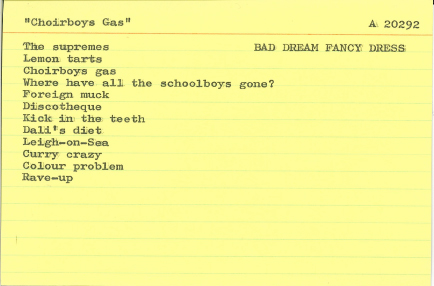 "Choirboys Gas" A 20292
The supremes BAD DREAM FANCY DRESS
Lemon tarts
Choirboys gas
Where have all the schoolboys gone?
Foreign muck
Discotheque
Kick in the teeth
Dali's diet
Leigh-on-Sea
Curry crazy
Colour problem
Rave-up